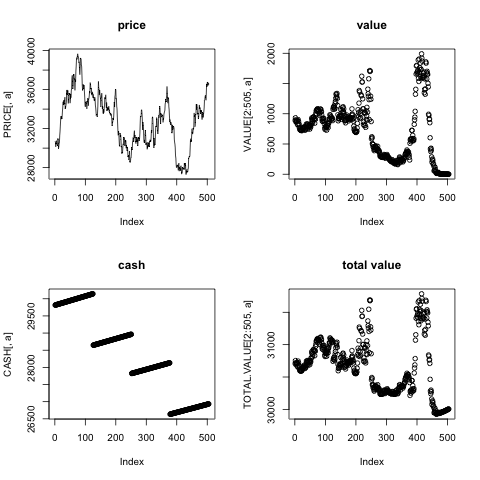 price
value
PRICE[, a]
40000
36000
32000
28000
0 100 200 300 400 500
Index
VALUE[2:505, a]
2000
1000
500
0
0 100 200 300 400 500
Index
cash
total value
CASH[, a]
29500
28000
26500
0 100 200 300 400 500
Index
TOTAL.VALUE[2:505, a]
31000
30000
0 100 200 300 400 500
Index